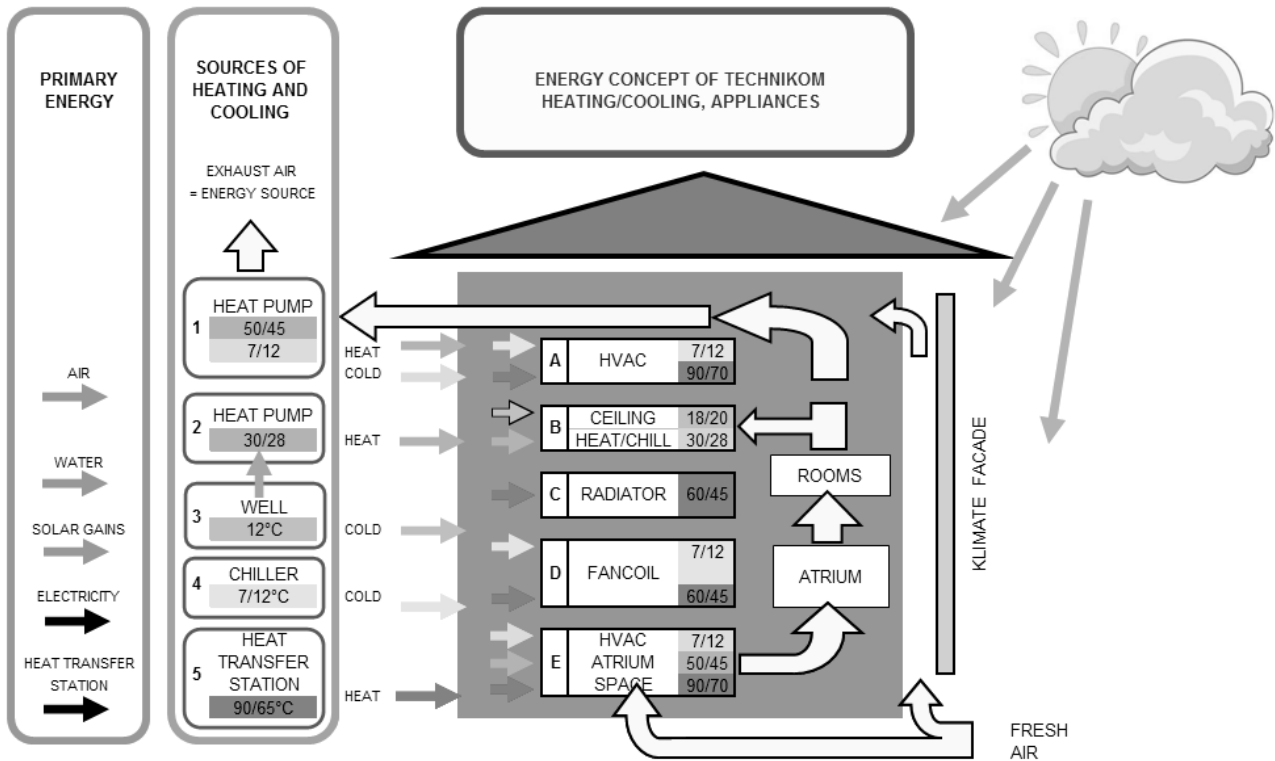 PRIMARY
ENERGY
AIR
WATER
SOLAR GAINS
ELECTRICITY
HEAT TRANSFER
STATION
SOURCES OF
HEATING AND
COOLING
EXHAUST AIR
= ENERGY SOURCE
1
HEAT PUMP
50/45
7/12
2
HEAT PUMP
30/28
3
WELL
12°C
4
CHILLER
7/12°C
5
HEAT
TRANSFER
STATION
90/65°C
HEAT
COLD
HEAT
COLD
COLD
HEAT
ENERGY CONCEPT OF TECHNIKOM
HEATING/COOLING, APPLIANCES
A
HVAC
7/12
90/70
B
CEILING 18/20
HEAT/CHILL 30/28
C
RADIATOR 60/45
D
FANCOIL
7/12
60/45
E
HVAC 7/12
ATRIUM 50/45
SPACE 90/70
ROOMS
ATRIUM
KLIMATE FACADE
FRESH
AIR